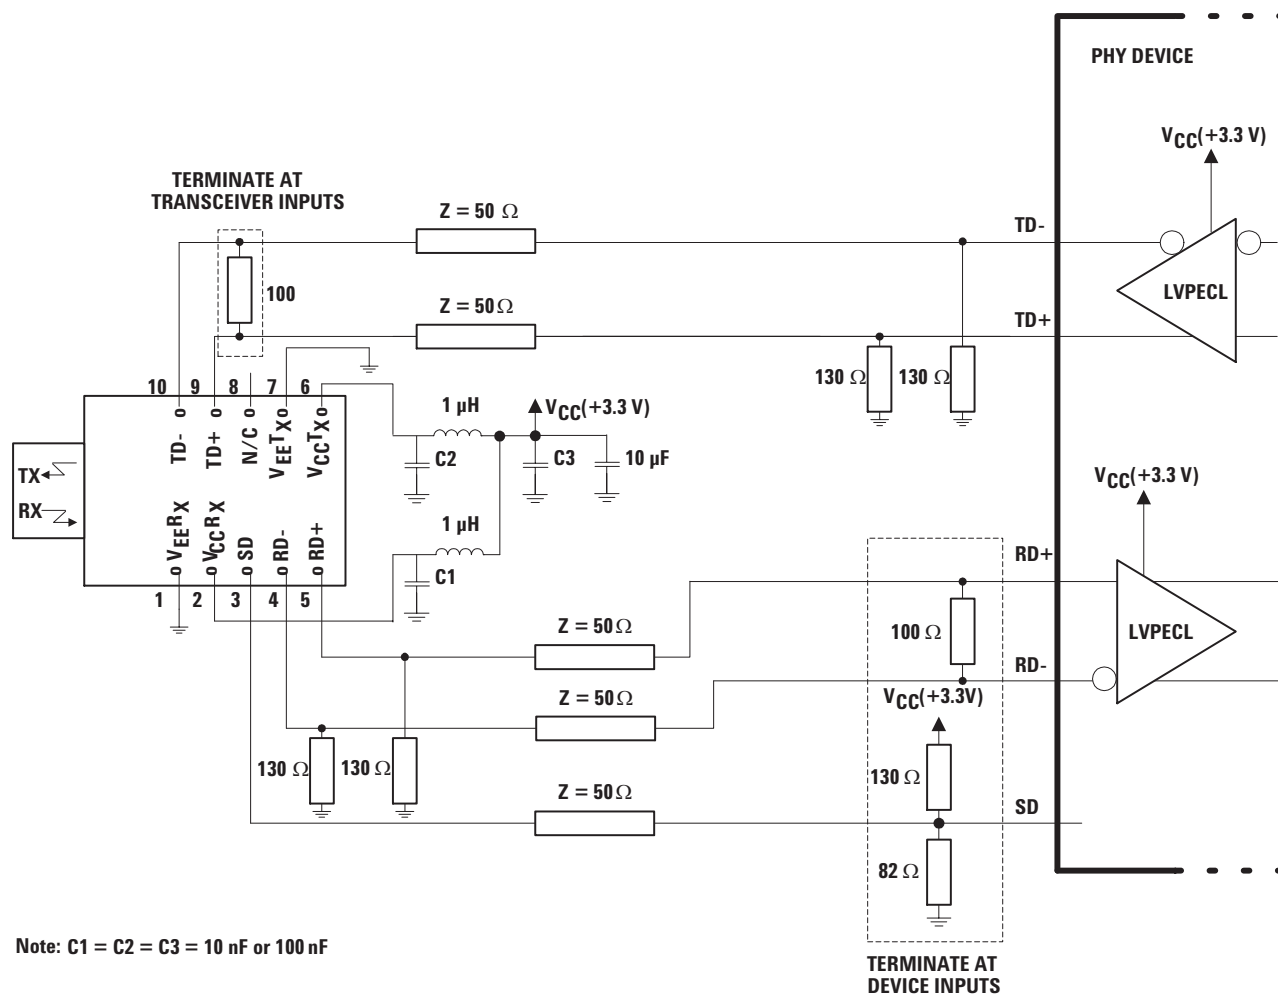 PHY DEVICE
VCC(+3.3 V)
TERMINATE AT
TRANSCEIVER INPUTS
Z = 50 Ω
TD-
LVPECL
100
Z = 50 Ω
TD+
130 Ω
130 Ω
10 9 8 7 6
TD-
TD+
N/C
VEETX
VCCTX
1 µH
VCC(+3.3 V)
C2
C3
10 µF
TX
RX
VEERX
VCCRX
SD
RD-
RD+
1 µH
C1
1 2 3 4 5
VCC(+3.3 V)
RD+
Z = 50 Ω
100 Ω
LVPECL
RD-
Z = 50 Ω
VCC(+3.3V)
130 Ω
130 Ω
130 Ω
Z = 50 Ω
SD
82 Ω
Note: C1 = C2 = C3 = 10 nF or 100 nF
TERMINATE AT
DEVICE INPUTS